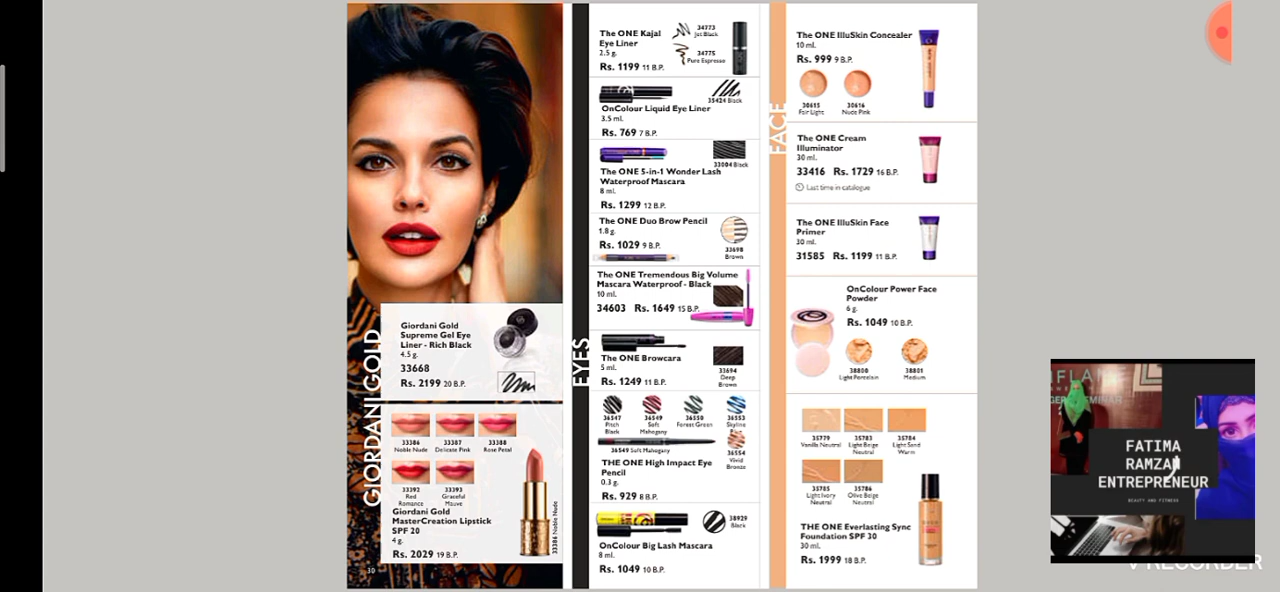 GIORDANI GOLD
Giordani Gold
Supreme Gel Eye
Liner - Rich Black
4.5 g.
33668
Rs. 2199 20 B.P.
33386
Noble Nude
33387
Delicate Pink
33388
Rose Petal
33392
Red
Romance
33393
Graceful
Mauve
Giordani Gold
MasterCreation Lipstick
SPF 20
4 g.
Rs. 2029 19 B.P.
33386 Noble Nude
30
EYES
The ONE Kajal
Eye Liner
2.5 g.
Rs. 1199 11 B.P.
34773
Jet Black
34775
Pure Espresso
35424 Black
OnColour Liquid Eye Liner
3.5 ml.
Rs. 769 7 B.P.
33004 Black
The ONE 5-in-1 Wonder Lash
Waterproof Mascara
8 ml.
Rs. 1299 12 B.P.
The ONE Duo Brow Pencil
1.8 g.
Rs. 1029 9 B.P.
33698
Brown
The ONE Tremendous Big Volume
Mascara Waterproof - Black
10 ml.
34603 Rs. 1649 15 B.P.
The ONE Browcara
5 ml.
Rs. 1249 11 B.P.
33694
Deep
Brown
36547
Pitch
Black
36549
Soft
Mahogany
36550
Forest Green
36553
Skyline
Blue
36549 Soft Mahogany
36554
Vivid
Bronze
THE ONE High Impact Eye
Pencil
0.3 g.
Rs. 929 8 B.P.
38929
Black
OnColour Big Lash Mascara
8 ml.
Rs. 1049 10 B.P.
FACE
The ONE IlluSkin Concealer
10 ml.
Rs. 999 9 B.P.
30615
Fair Light
30616
Nude Pink
The ONE Cream
Illuminator
30 ml.
33416 Rs. 1729 16 B.P.
Last time in catalogue
The ONE IlluSkin Face
Primer
30 ml.
31585 Rs. 1199 11 B.P.
OnColour Power Face
Powder
6 g.
Rs. 1049 10 B.P.
38800
Light Porcelain
38801
Medium
35779
Vanilla Neutral
35783
Light Beige
Neutral
35784
Light Sand
Warm
35785
Light Ivory
Neutral
35786
Olive Beige
Neutral
THE ONE Everlasting Sync
Foundation SPF 30
30 ml.
Rs. 1999 18 B.P.
FATIMA
RAMZAN
ENTREPRENEUR
BEAUTY AND FITNESS
V RECORDER